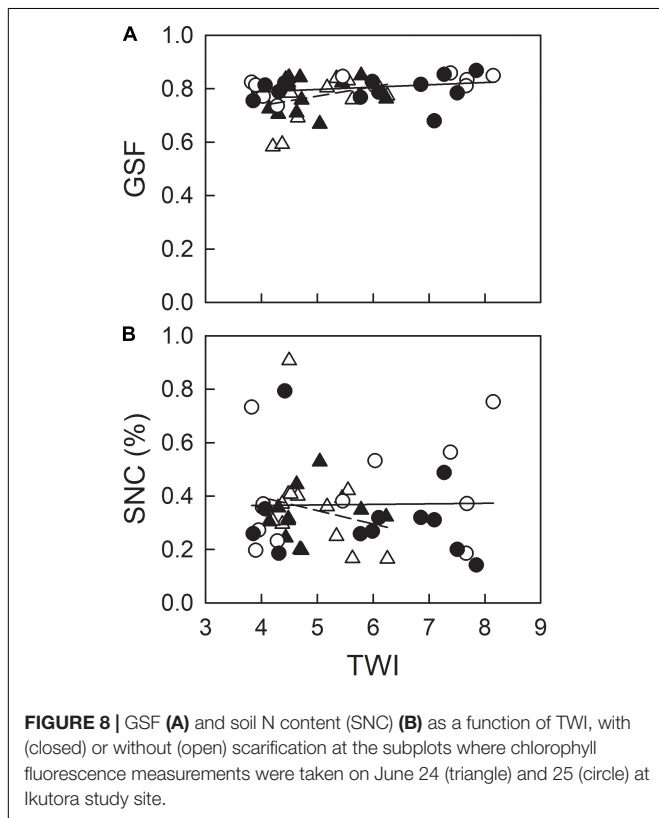 A
1.0
0.8
0.6
0.4
0.2
0.0
GSF
B
1.0
0.8
0.6
0.4
0.2
0.0
SNC (%)
3 4 5 6 7 8 9
TWI
FIGURE 8 | GSF (A) and soil N content (SNC) (B) as a function of TWI, with
(closed) or without (open) scarification at the subplots where chlorophyll
fluorescence measurements were taken on June 24 (triangle) and 25 (circle) at
Ikutora study site.